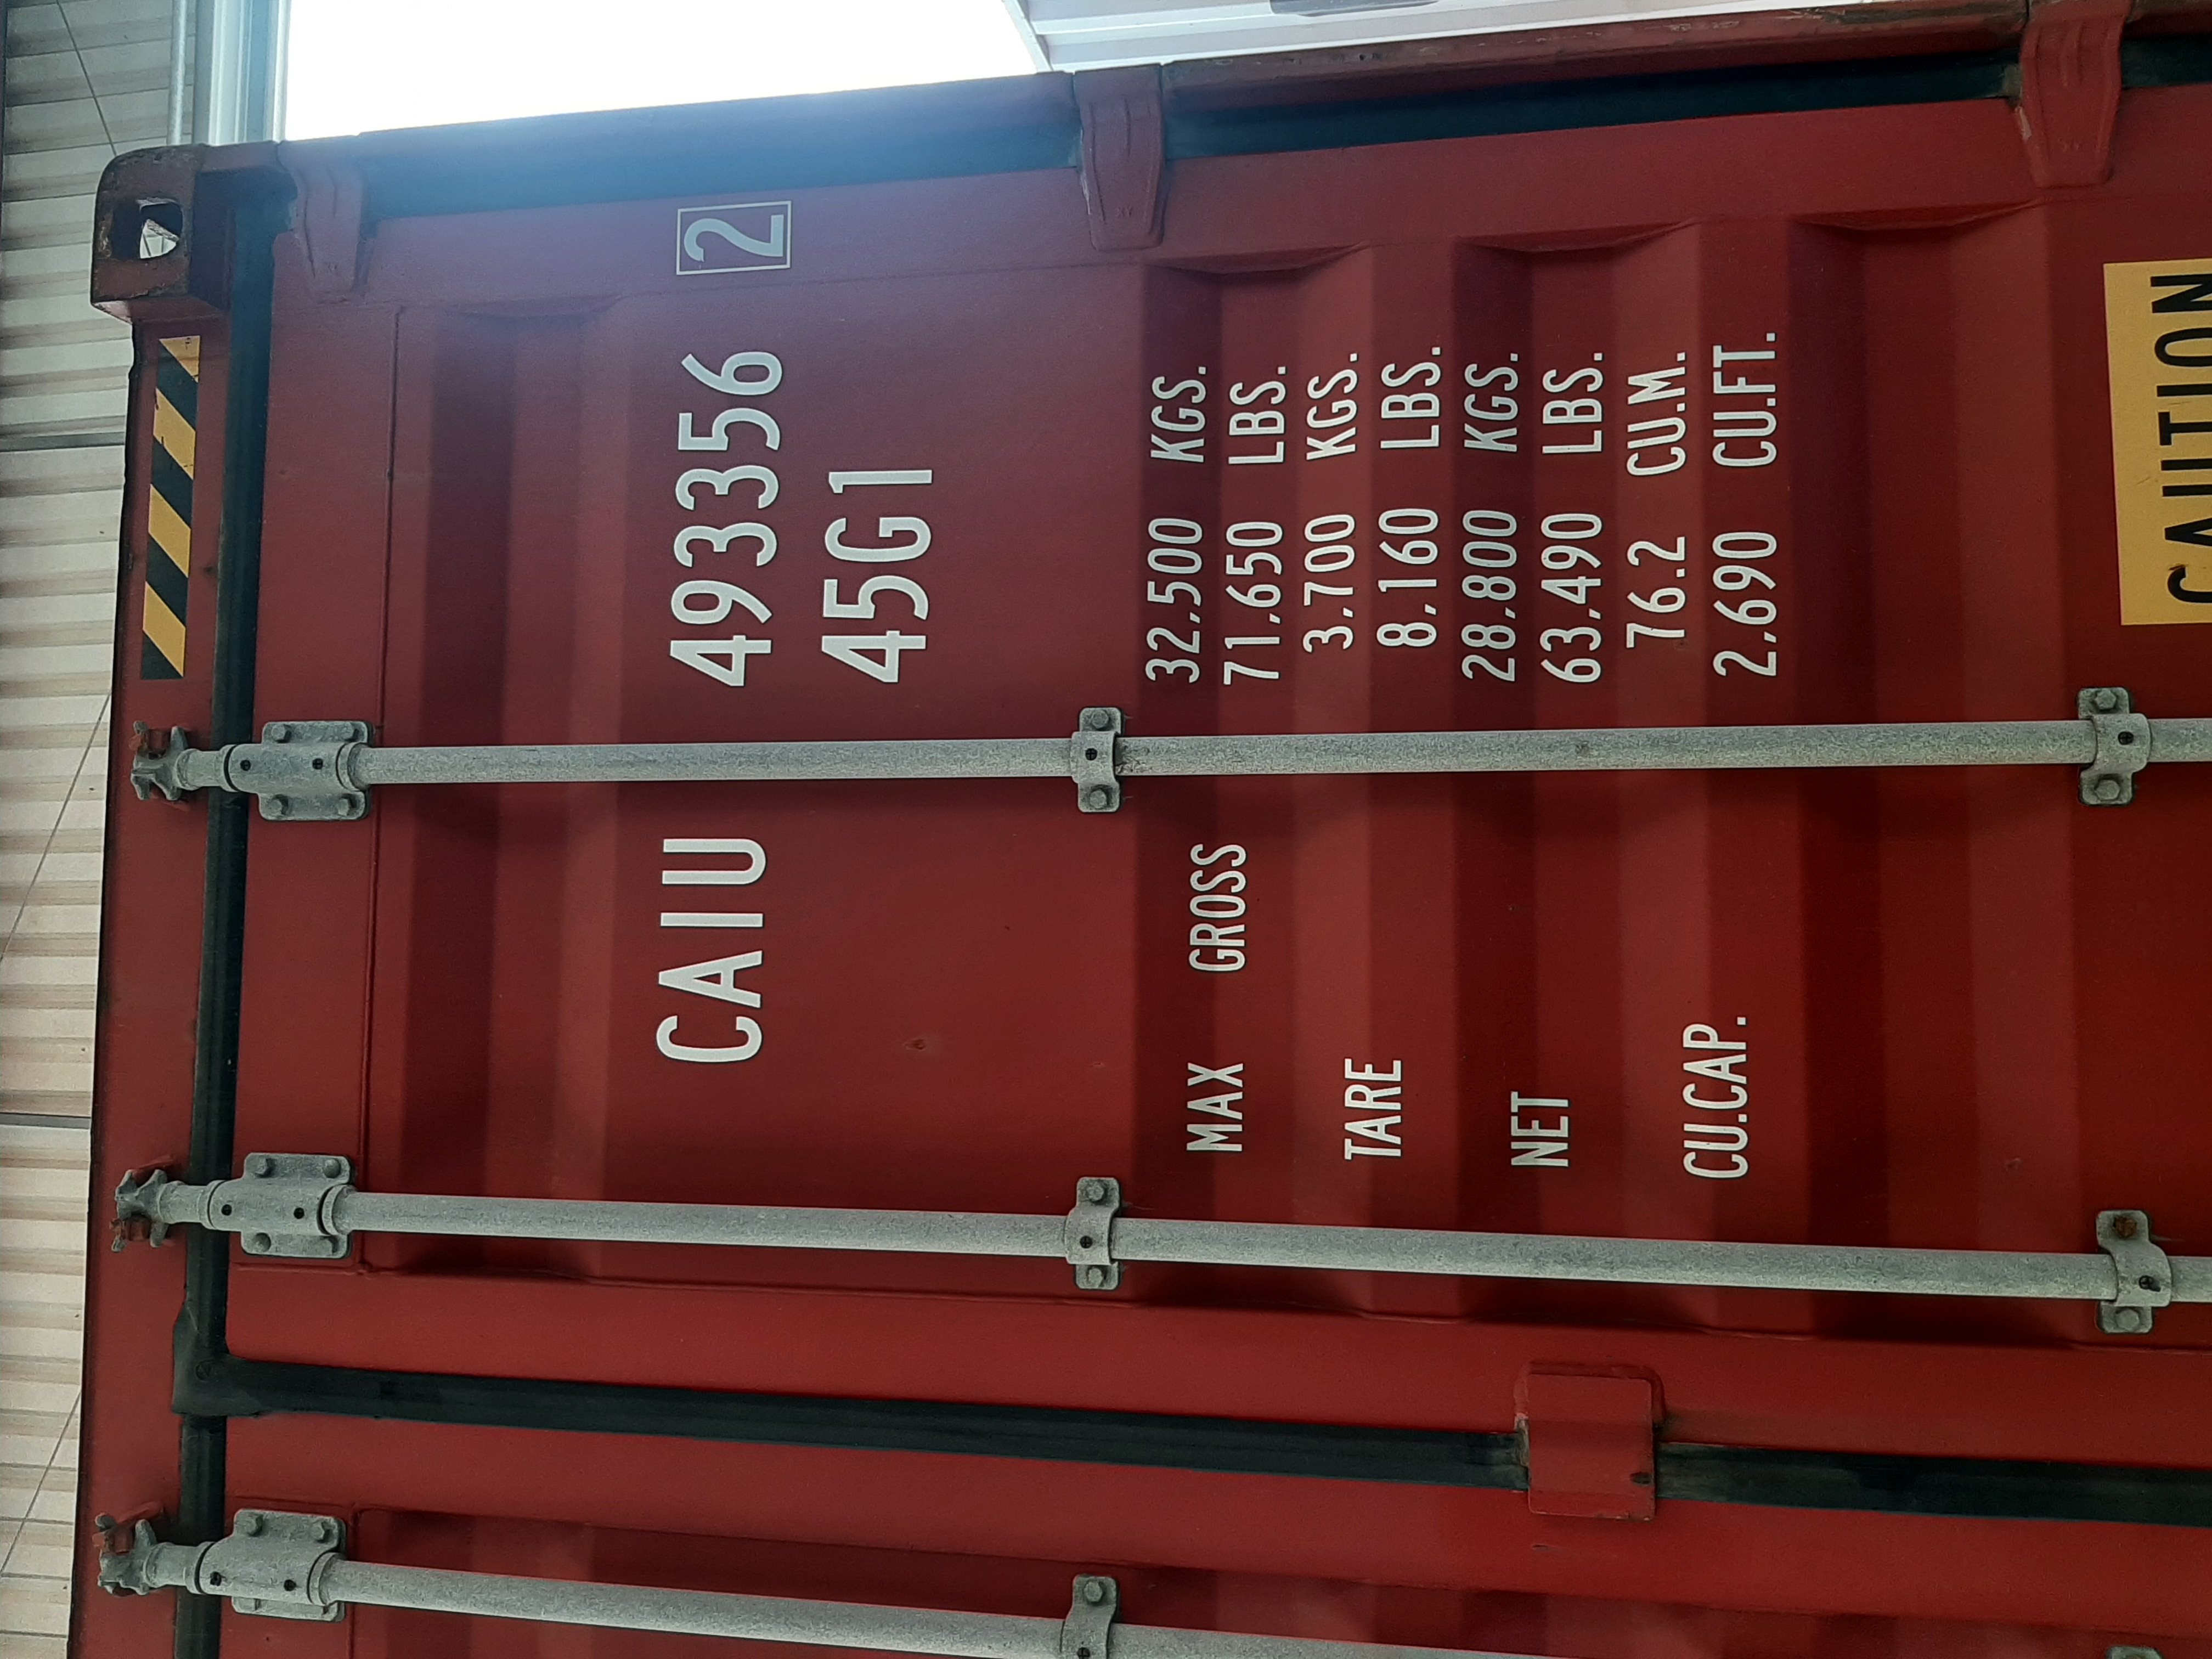 CAIU 493356 2
45G1
MAX GROSS 32,500 KGS.
71,650 LBS.
TARE 3,700 KGS.
8,160 LBS.
NET 28,800 KGS.
63,490 LBS.
CU.CAP. 76.2 CU.M.
2,690 CU.FT.
CAUTION